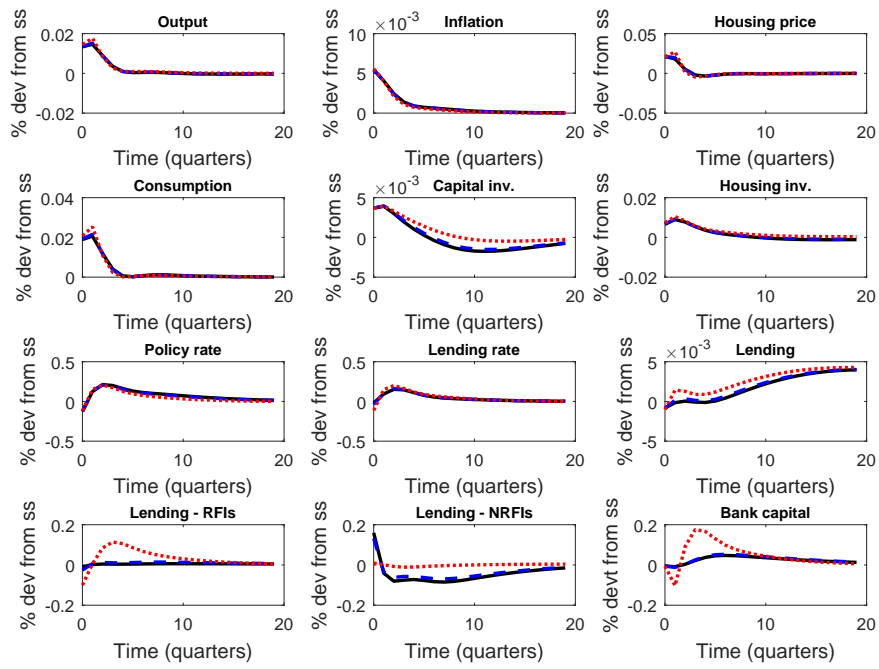 Output
0.02
0
-0.02
% dev from ss
0 10 20
Time (quarters)
Inflation
×10⁻³
10
5
0
% dev from ss
0 10 20
Time (quarters)
Housing price
0.05
0
-0.05
% dev from ss
0 10 20
Time (quarters)
Consumption
0.04
0.02
0
% dev from ss
0 10 20
Time (quarters)
Capital inv.
×10⁻³
5
0
-5
% dev from ss
0 10 20
Time (quarters)
Housing inv.
0.02
0
-0.02
% dev from ss
0 10 20
Time (quarters)
Policy rate
0.5
0
-0.5
% dev from ss
0 10 20
Time (quarters)
Lending rate
0.5
0
-0.5
% dev from ss
0 10 20
Time (quarters)
Lending
×10⁻³
5
0
-5
% dev from ss
0 10 20
Time (quarters)
Lending - RFIs
0.2
0
-0.2
% dev from ss
0 10 20
Time (quarters)
Lending - NRFIs
0.2
0
-0.2
% dev from ss
0 10 20
Time (quarters)
Bank capital
0.2
0
-0.2
% devt from ss
0 10 20
Time (quarters)